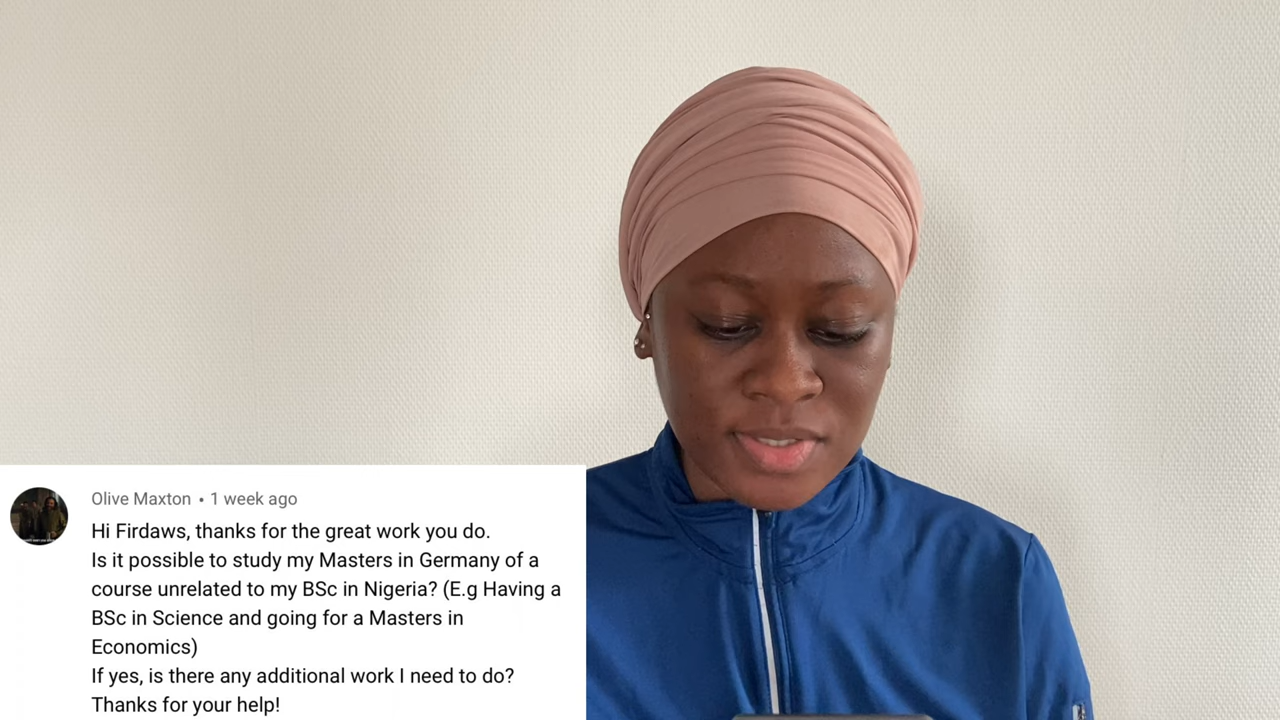 Olive Maxton • 1 week ago
Hi Firdaws, thanks for the great work you do.
Is it possible to study my Masters in Germany of a
course unrelated to my BSc in Nigeria? (E.g Having a
BSc in Science and going for a Masters in
Economics)
If yes, is there any additional work I need to do?
Thanks for your help!